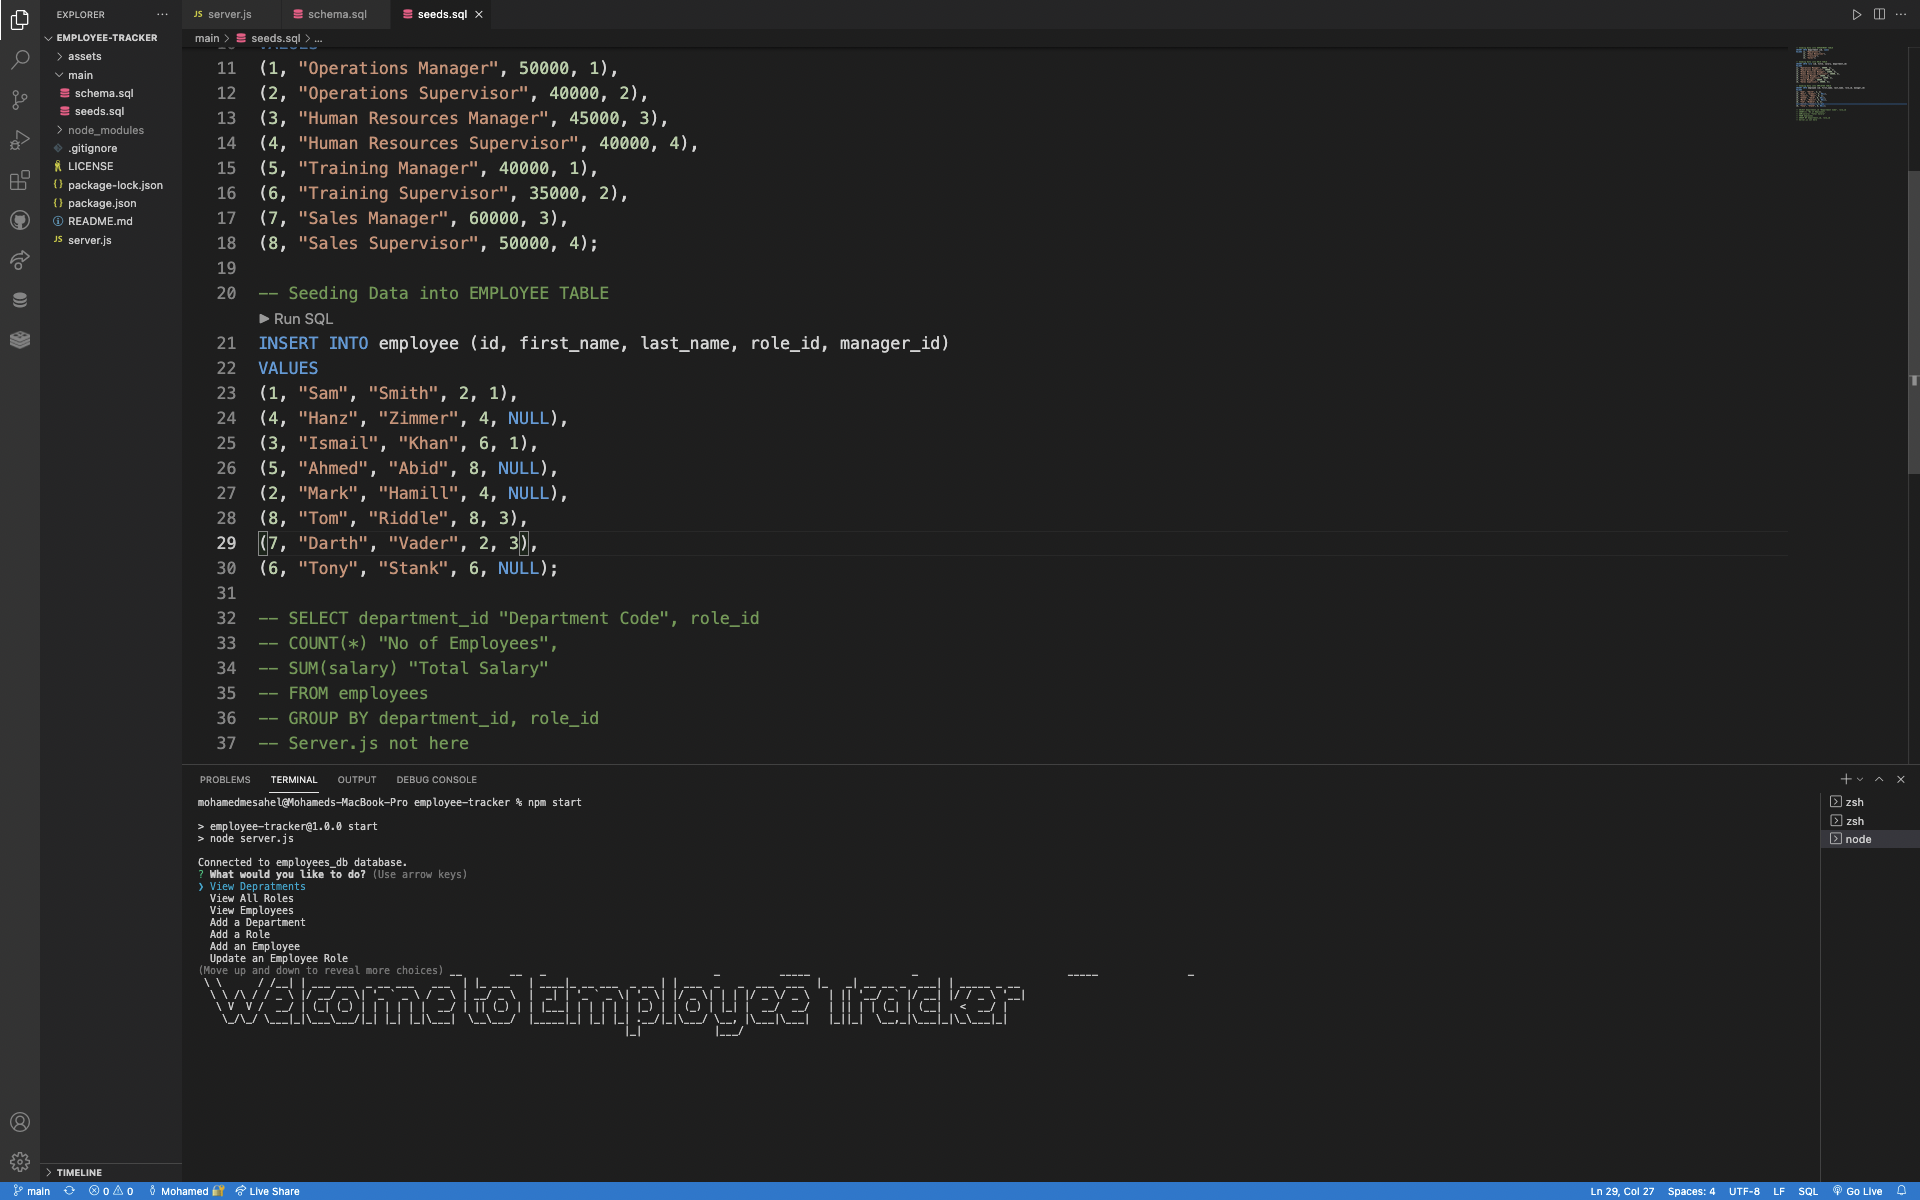 EXPLORER
EMPLOYEE-TRACKER
assets
main
schema.sql
seeds.sql
node_modules
.gitignore
LICENSE
package-lock.json
package.json
README.md
JS server.js
TIMELINE
JS server.js
schema.sql
seeds.sql
main > seeds.sql > ...
11 (1, "Operations Manager", 50000, 1),
12 (2, "Operations Supervisor", 40000, 2),
13 (3, "Human Resources Manager", 45000, 3),
14 (4, "Human Resources Supervisor", 40000, 4),
15 (5, "Training Manager", 40000, 1),
16 (6, "Training Supervisor", 35000, 2),
17 (7, "Sales Manager", 60000, 3),
18 (8, "Sales Supervisor", 50000, 4);
19
20 -- Seeding Data into EMPLOYEE TABLE
Run SQL
21 INSERT INTO employee (id, first_name, last_name, role_id, manager_id)
22 VALUES
23 (1, "Sam", "Smith", 2, 1),
24 (4, "Hanz", "Zimmer", 4, NULL),
25 (3, "Ismail", "Khan", 6, 1),
26 (5, "Ahmed", "Abid", 8, NULL),
27 (2, "Mark", "Hamill", 4, NULL),
28 (8, "Tom", "Riddle", 8, 3),
29 (7, "Darth", "Vader", 2, 3),
30 (6, "Tony", "Stank", 6, NULL);
31
32 -- SELECT department_id "Department Code", role_id
33 -- COUNT(*) "No of Employees",
34 -- SUM(salary) "Total Salary"
35 -- FROM employees
36 -- GROUP BY department_id, role_id
37 -- Server.js not here
PROBLEMS TERMINAL OUTPUT DEBUG CONSOLE
mohamedmesahel@Mohameds-MacBook-Pro employee-tracker % npm start
> employee-tracker@1.0.0 start
> node server.js
Connected to employees_db database.
? What would you like to do? (Use arrow keys)
❯ View Depratments
View All Roles
View Employees
Add a Department
Add a Role
Add an Employee
Update an Employee Role
(Move up and down to reveal more choices)
Welcome to Employee Tracker
zsh
zsh
node
main 0 0 Mohamed Live Share
Ln 29, Col 27 Spaces: 4 UTF-8 LF SQL Go Live